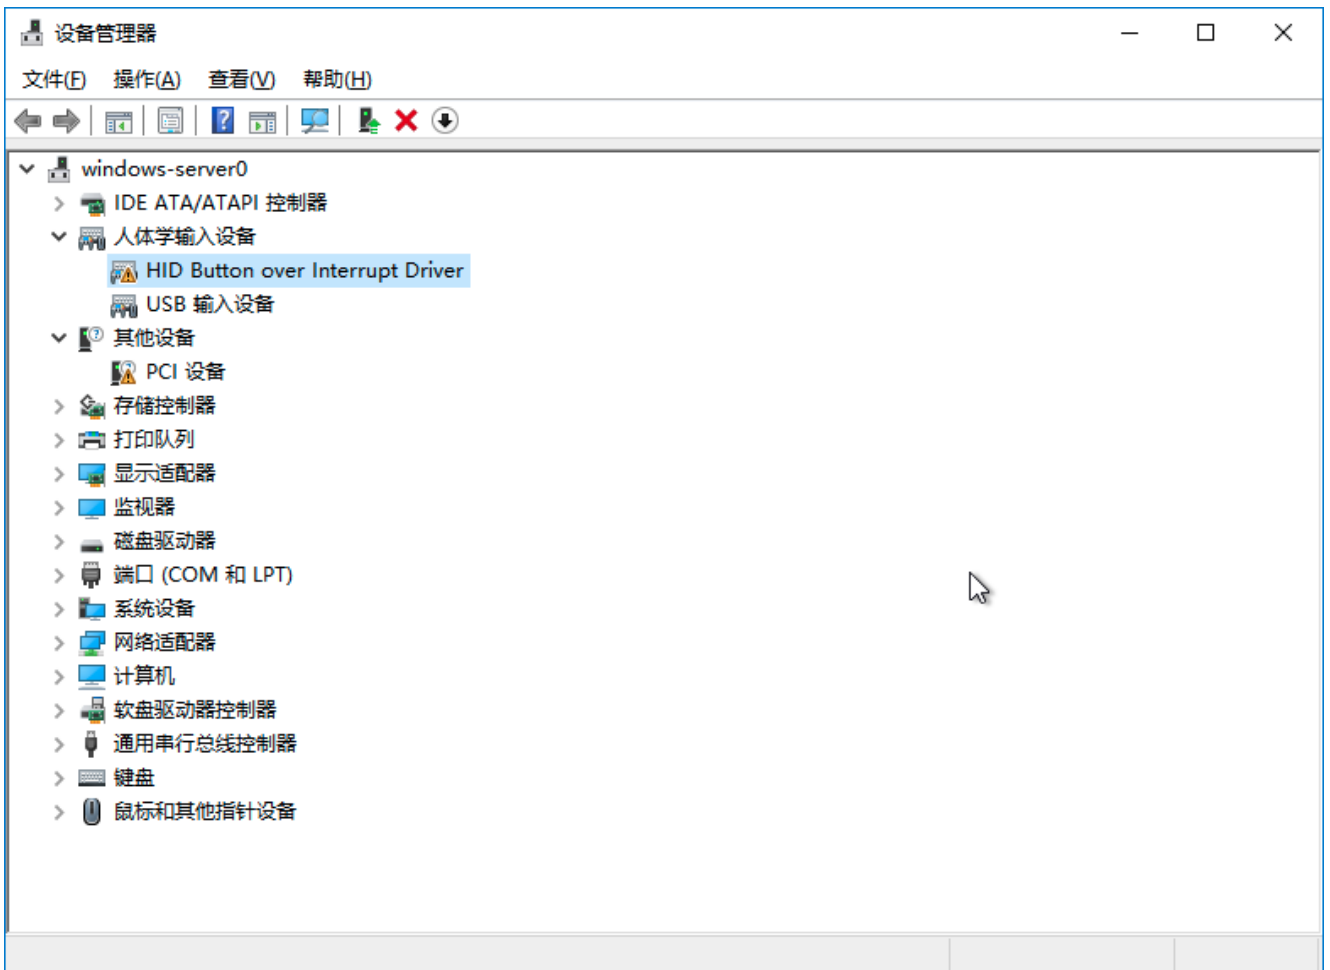 设备管理器
文件(F) 操作(A) 查看(V) 帮助(H)
windows-server0
IDE ATA/ATAPI 控制器
人体学输入设备
HID Button over Interrupt Driver
USB 输入设备
其他设备
PCI 设备
存储控制器
打印队列
显示适配器
监视器
磁盘驱动器
端口 (COM 和 LPT)
系统设备
网络适配器
计算机
软盘驱动器控制器
通用串行总线控制器
键盘
鼠标和其他指针设备